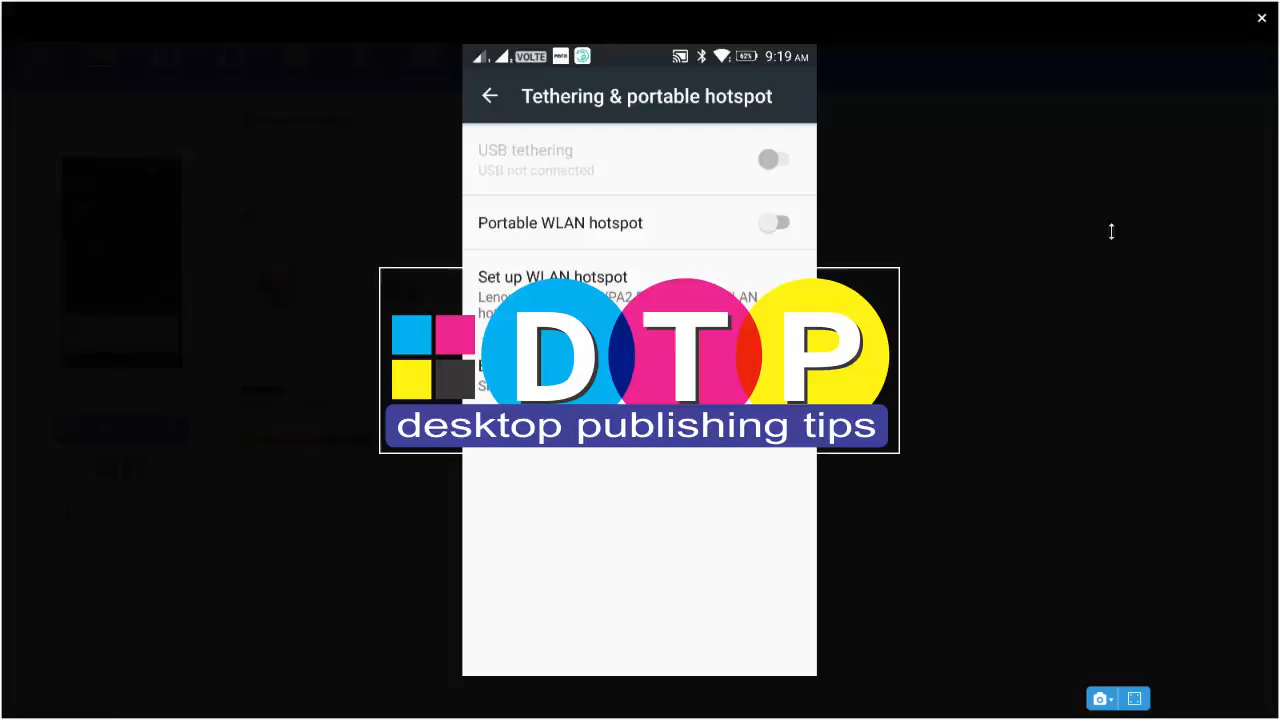 VOLTE
62%
9:19 AM
Tethering & portable hotspot
USB tethering
USB not connected
Portable WLAN hotspot
Set up WLAN hotspot
DTP
desktop publishing tips